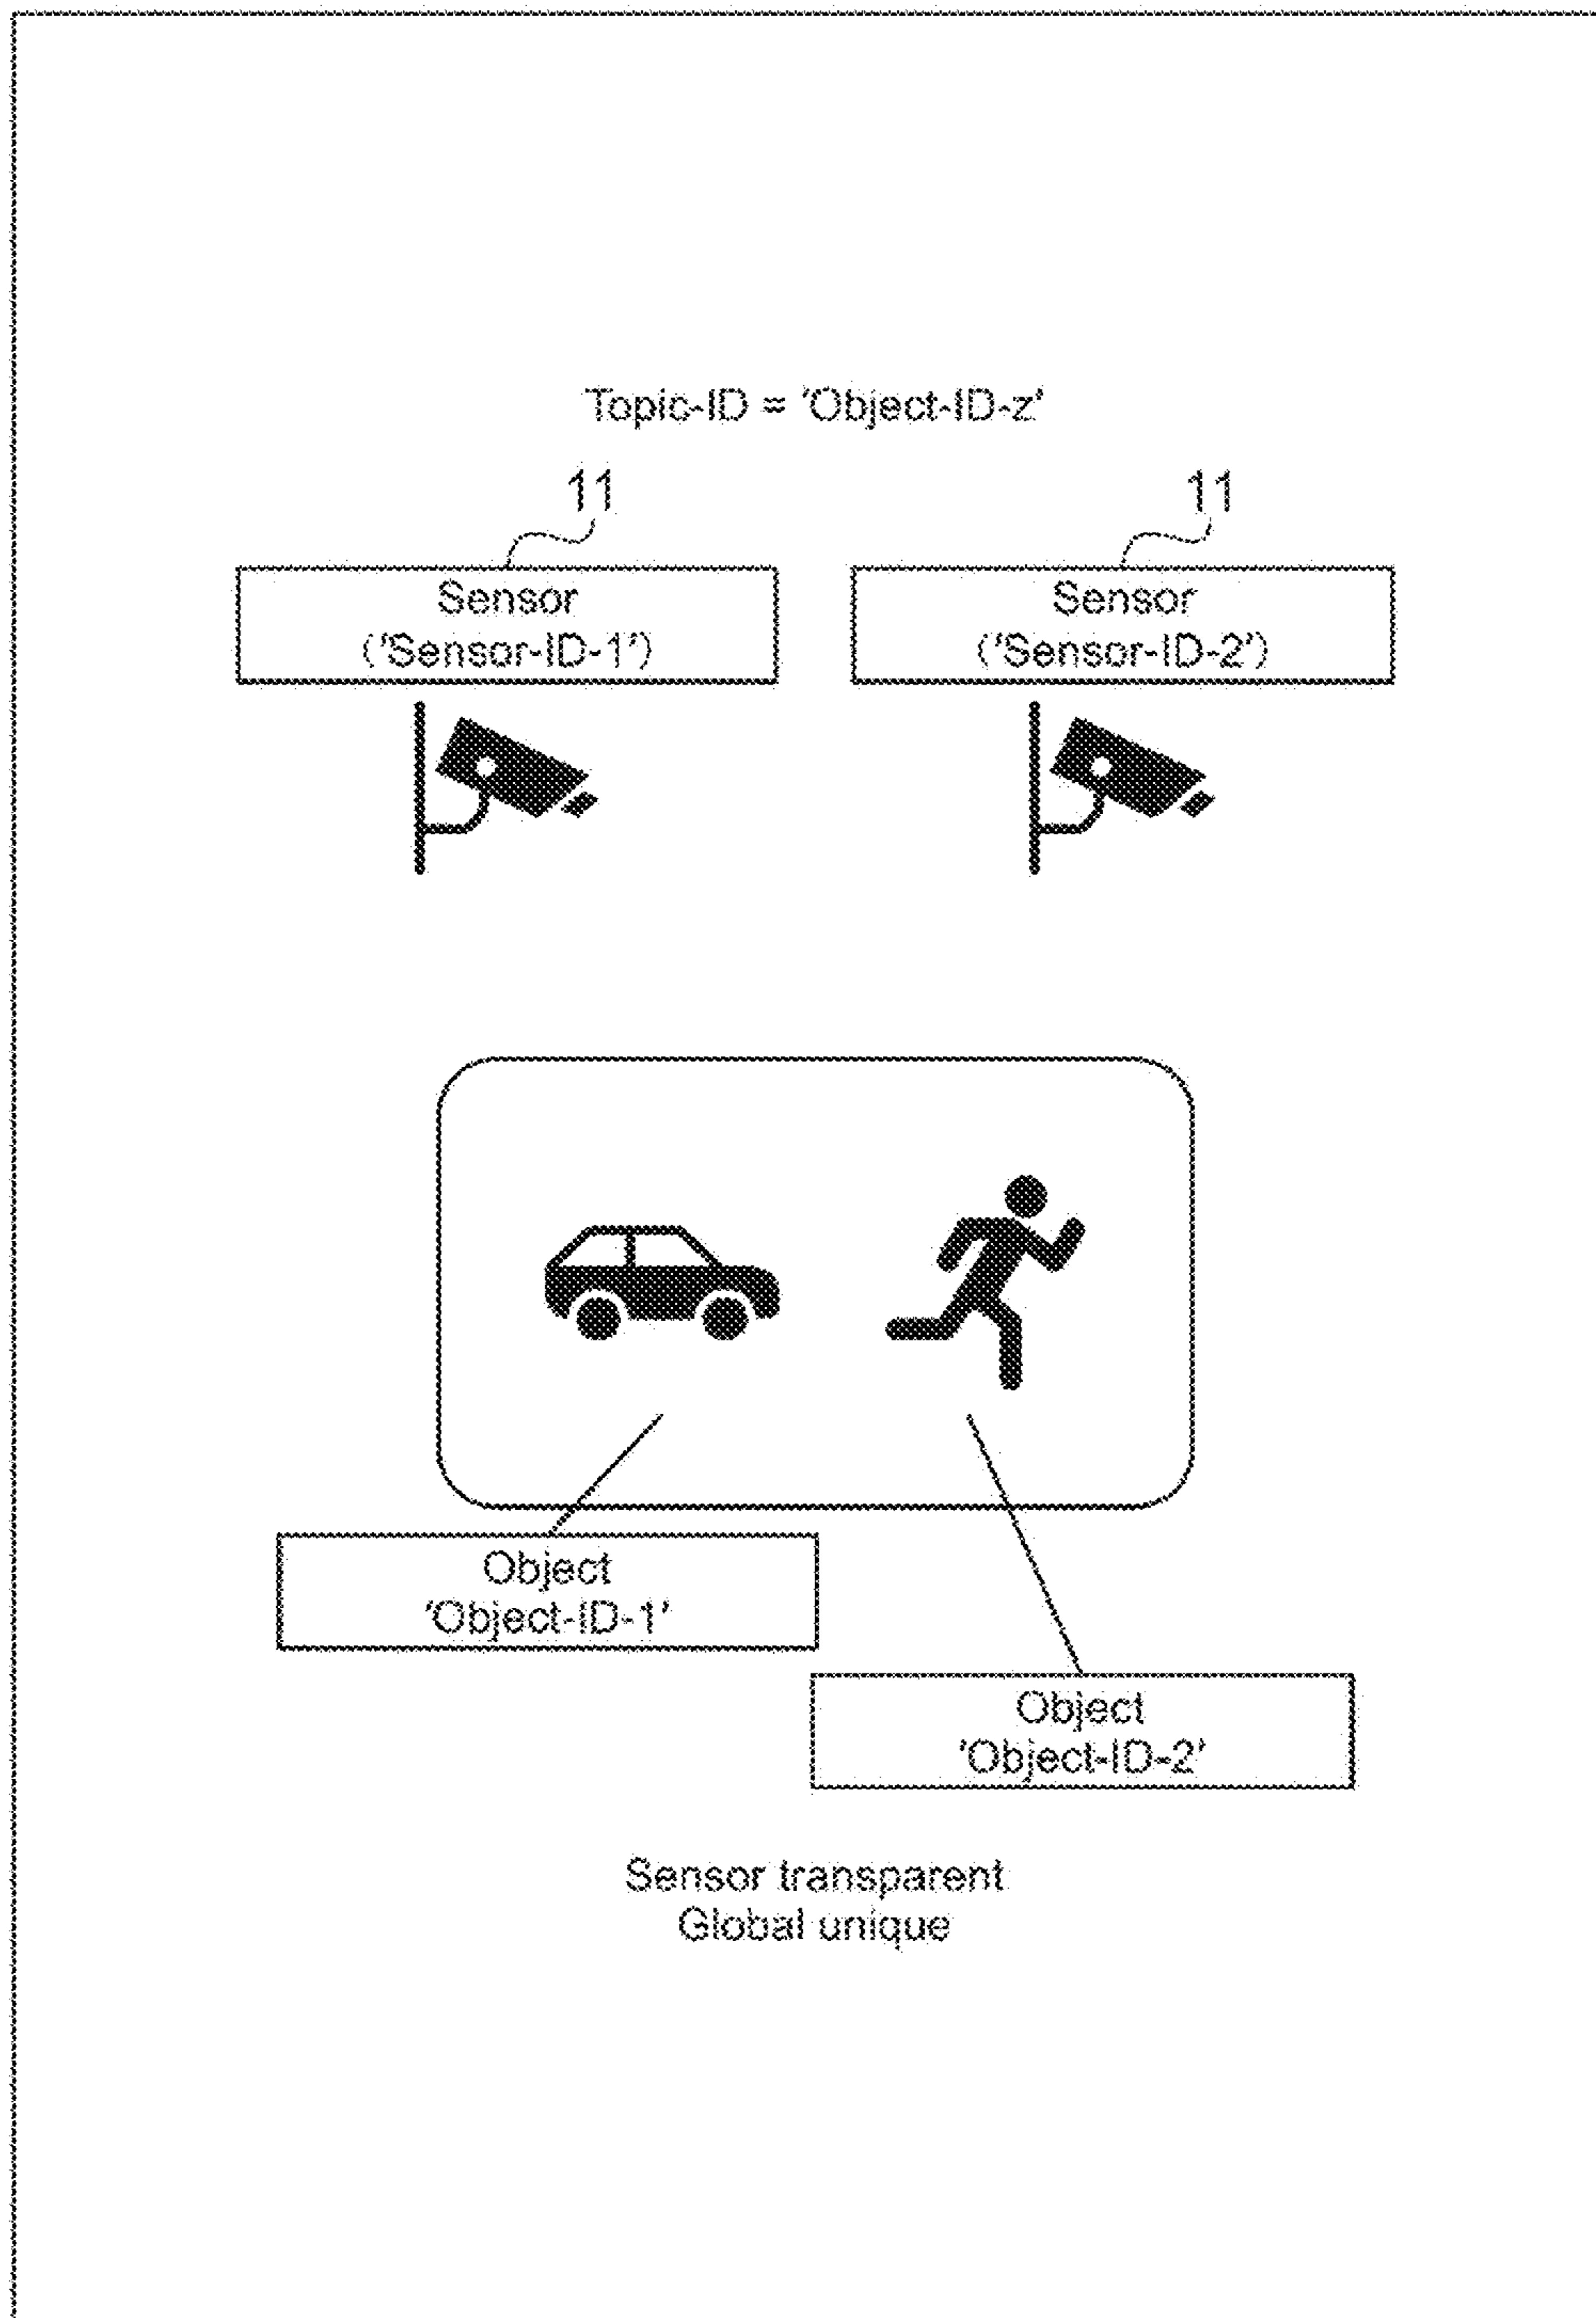 Topic-ID = 'Object-ID-z'
11
11
Sensor
('Sensor-ID-1')
Sensor
('Sensor-ID-2')
Object
'Object-ID-1'
Object
'Object-ID-2'
Sensor transparent
Global unique